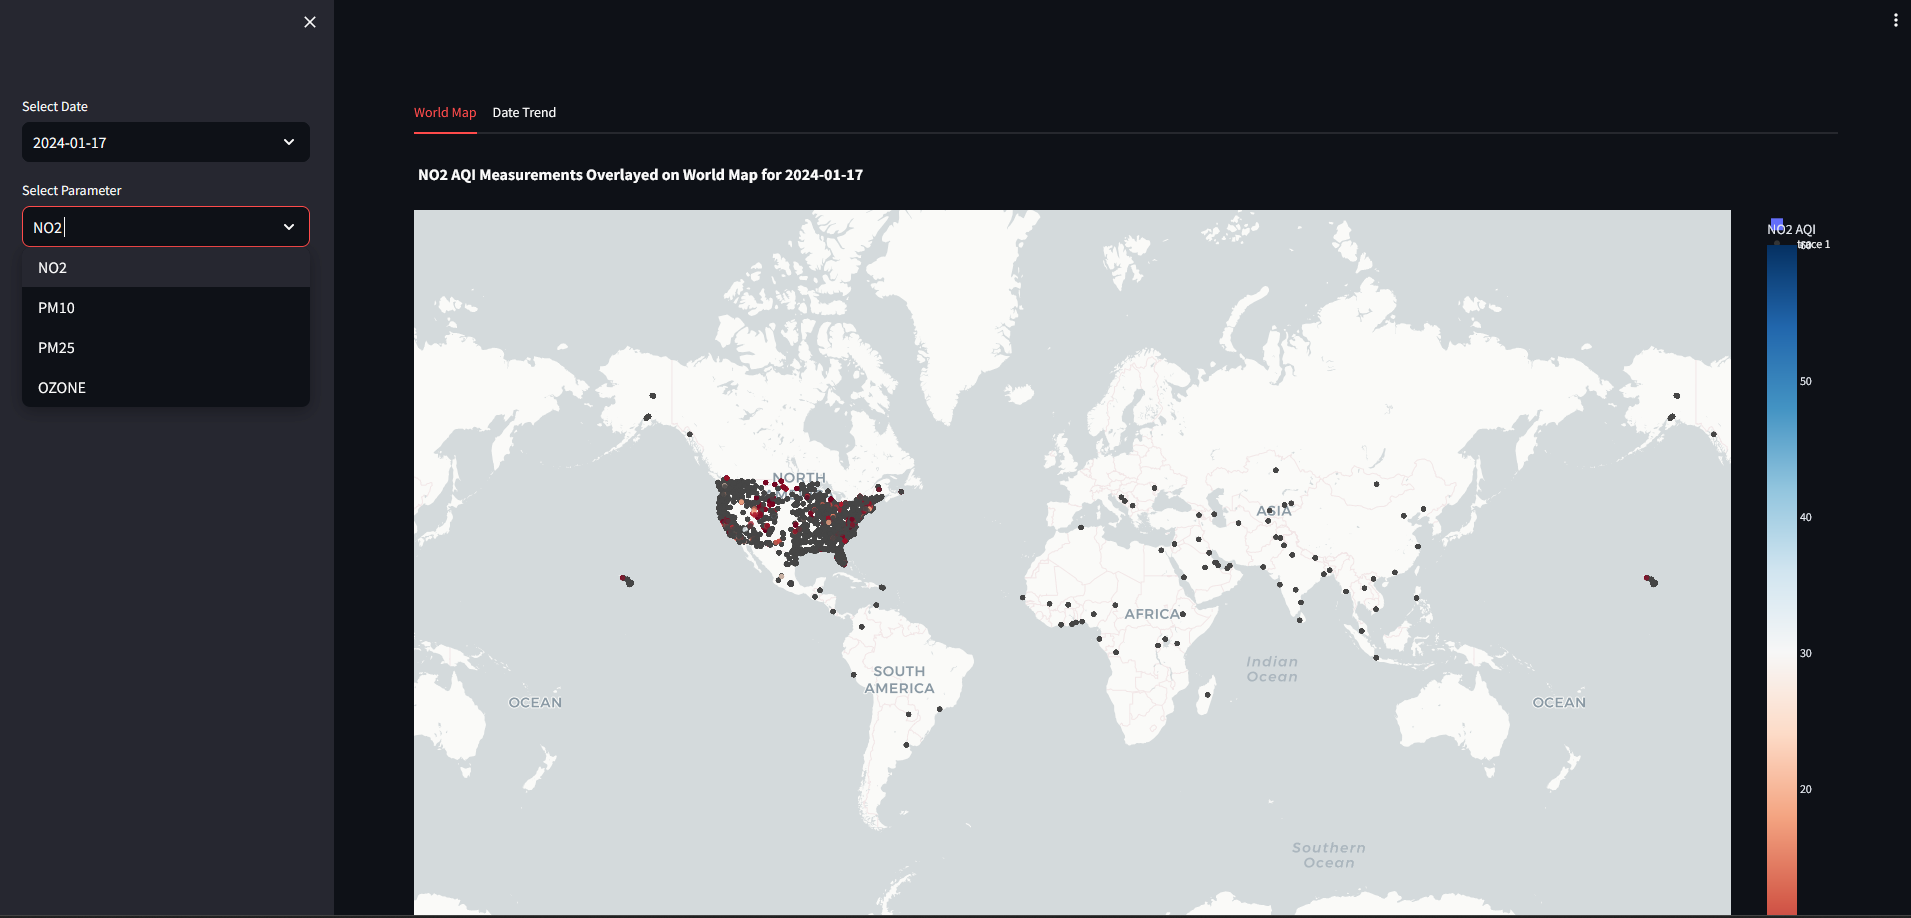 Select Date
2024-01-17
Select Parameter
NO2
NO2
PM10
PM25
OZONE
World Map
Date Trend
NO2 AQI Measurements Overlayed on World Map for 2024-01-17
NORTH
ASIA
AFRICA
SOUTH
AMERICA
Indian
Ocean
OCEAN
OCEAN
Southern
Ocean
NO2 AQI
trace 1
60
50
40
30
20